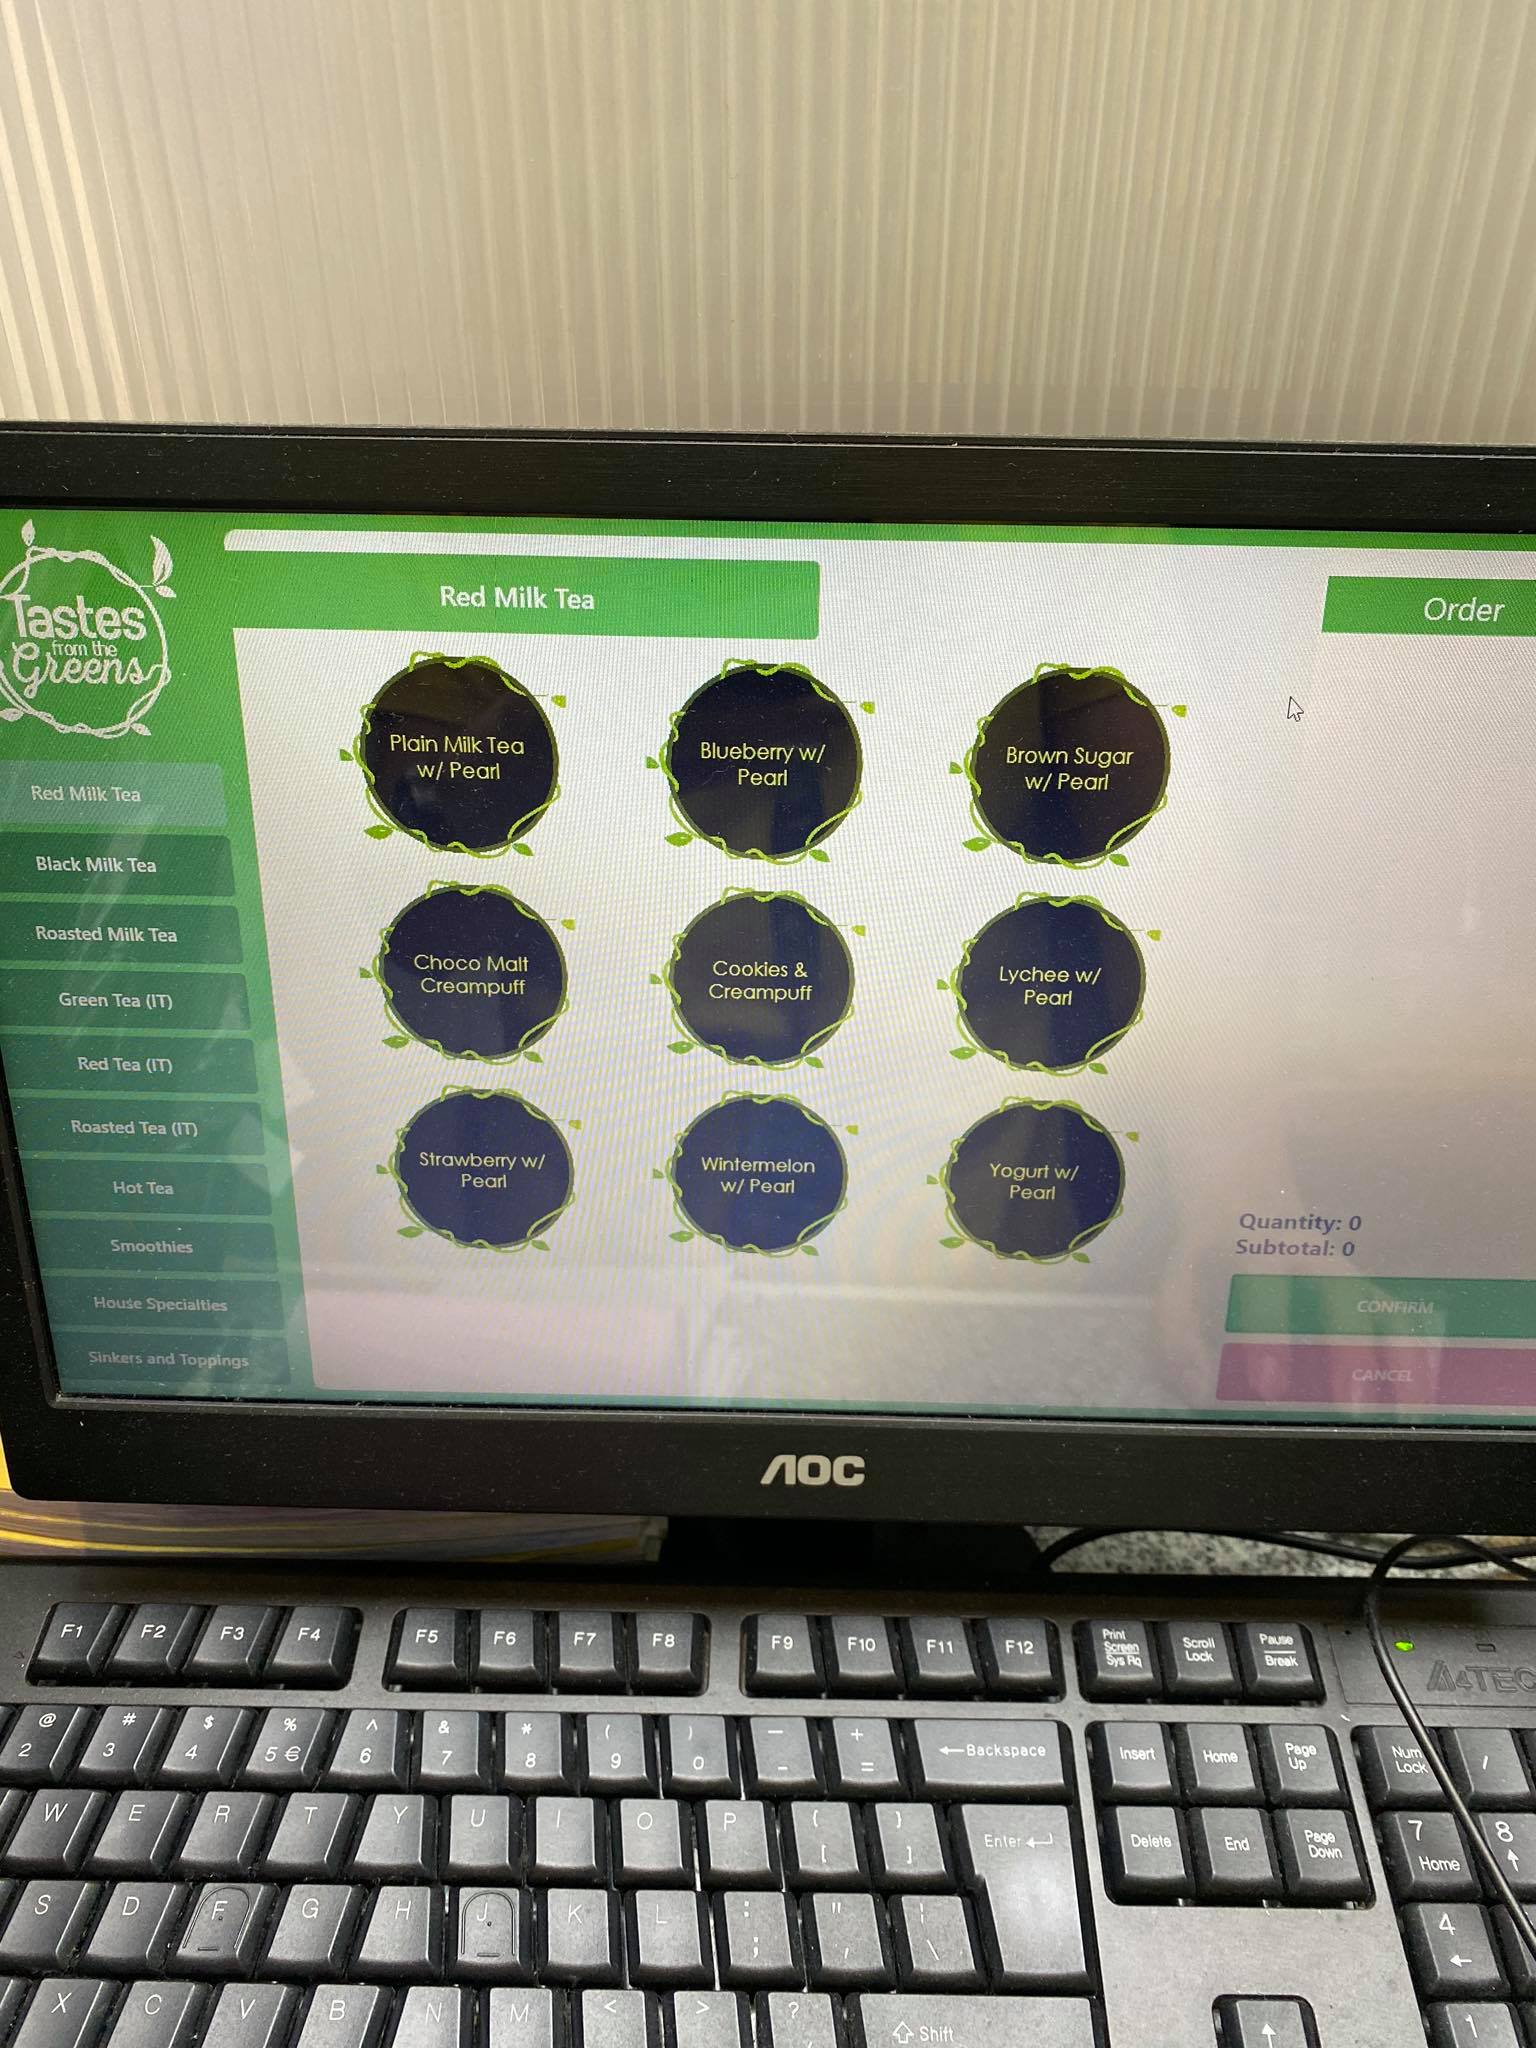 Tastes
from the
Greens
Red Milk Tea
Order
Red Milk Tea
Black Milk Tea
Roasted Milk Tea
Green Tea (IT)
Red Tea (IT)
Roasted Tea (IT)
Hot Tea
Smoothies
House Specialties
Sinkers and Toppings
Plain Milk Tea
w/ Pearl
Blueberry w/
Pearl
Brown Sugar
w/ Pearl
Choco Malt
Creampuff
Cookies &
Creampuff
Lychee w/
Pearl
Strawberry w/
Pearl
Wintermelon
w/ Pearl
Yogurt w/
Pearl
Quantity: 0
Subtotal: 0
CONFIRM
CANCEL
AOC
F1 F2 F3 F4 F5 F6 F7 F8 F9 F10 F11 F12
Print
Screen
Sys Rq
Scroll
Lock
Pause
Break
A4TEC
@ # $ % ^ & * ( ) — +
2 3 4 5 € 6 7 8 9 0 - =
←Backspace
Insert
Home
Page
Up
Num
Lock
/
W E R T Y U I O P { }
[ ]
Enter
Delete
End
Page
Down
7
Home
8
↑
S D F G H J K L : " |
; ' \
4
←
X C V B N M < > ?
Shift
↑
1